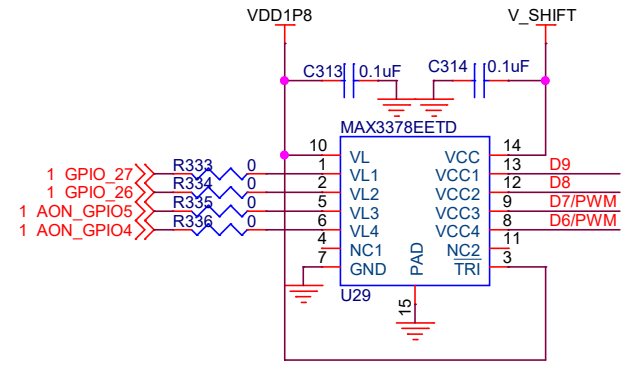 VDD1P8 V_SHIFT
C313 0.1uF C314 0.1uF
MAX3378EETD
10 VL VCC 14
1 GPIO_27 R333 0 1 VL1 VCC1 13 D9
1 GPIO_26 R334 0 2 VL2 VCC2 12 D8
1 AON_GPIO5 R335 0 5 VL3 VCC3 9 D7/PWM
1 AON_GPIO4 R336 0 6 VL4 VCC4 8 D6/PWM
4 NC1 NC2 11
7 GND PAD TRI 3
U29 15